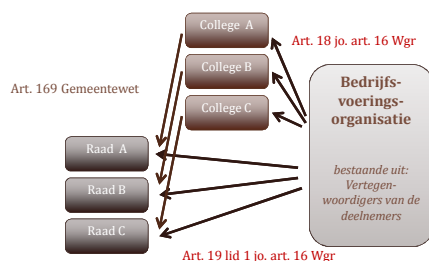 College A
Art. 18 jo. art. 16 Wgr
College B
Art. 169 Gemeentewet
College C
Bedrijfs-
voerings-
organisatie
bestaande uit:
Vertegen-
woordigers van de
deelnemers
Raad A
Raad B
Raad C
Art. 19 lid 1 jo. art. 16 Wgr